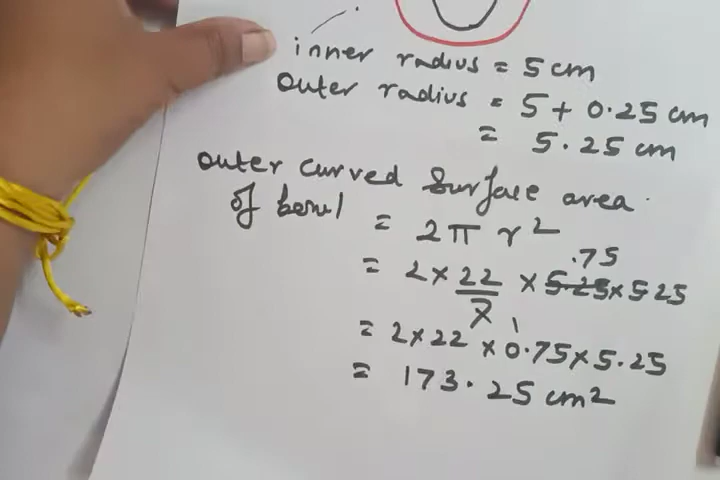 inner radius = 5 cm
Outer radius = 5 + 0.25 cm
= 5.25 cm
outer curved surface area
of bowl = 2π r²
.75
= 2 × 22/7 × 5.25 × 5.25
1
= 2×22 × 0.75×5.25
= 173.25 cm²